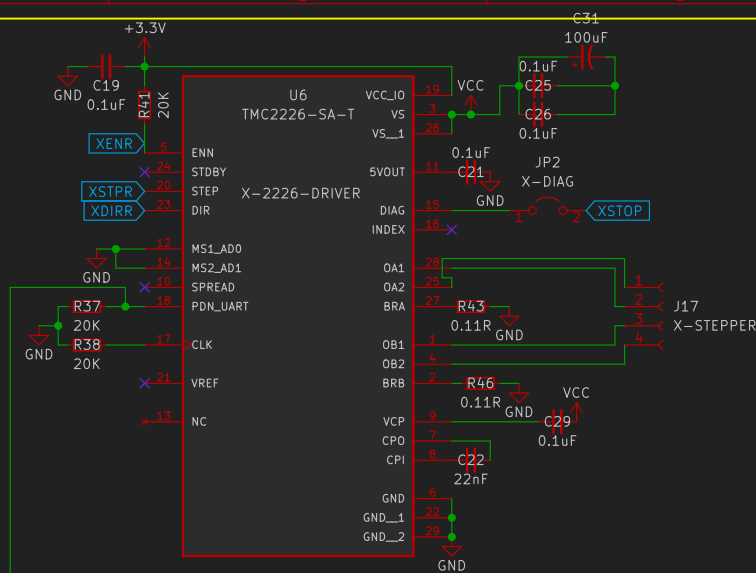 +3.3V
C31
100uF
+
GND
C19
0.1uF
R41
20K
0.1uF
C25
C26
0.1uF
VCC
U6
TMC2226-SA-T
X-2226-DRIVER
XENR
5
ENN
24
STDBY
XSTPR
20
STEP
XDIRR
23
DIR
12
MS1_AD0
GND
14
MS2_AD1
10
SPREAD
R37
20K
18
PDN_UART
GND
R38
20K
17
CLK
21
VREF
13
NC
VCC_IO
19
VS
3
VS__1
26
5VOUT
11
0.1uF
C21
GND
JP2
X-DIAG
DIAG
15
1
2
XSTOP
INDEX
16
OA1
28
OA2
25
BRA
27
R43
0.11R
GND
1
2
3
4
J17
X-STEPPER
OB1
1
OB2
4
BRB
2
R46
0.11R
GND
VCC
VCP
9
C29
0.1uF
CPO
7
CPI
8
C22
22nF
GND
6
GND__1
22
GND__2
29
GND